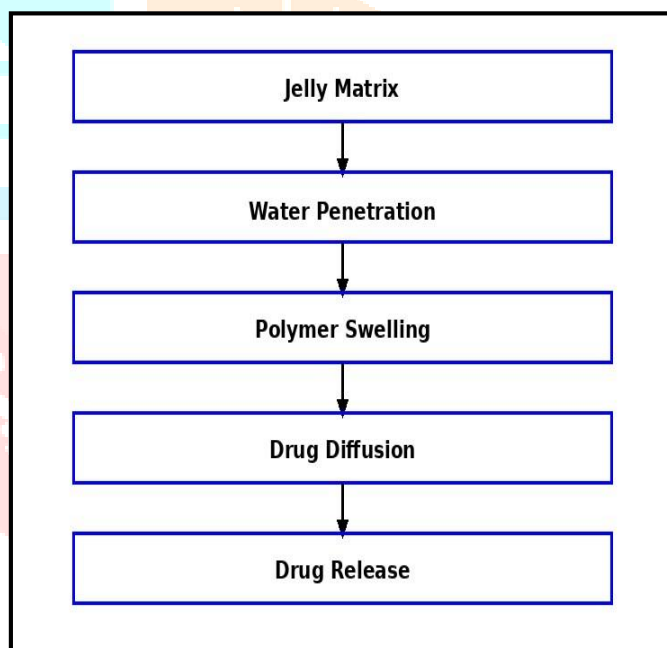 Jelly Matrix
Water Penetration
Polymer Swelling
Drug Diffusion
Drug Release